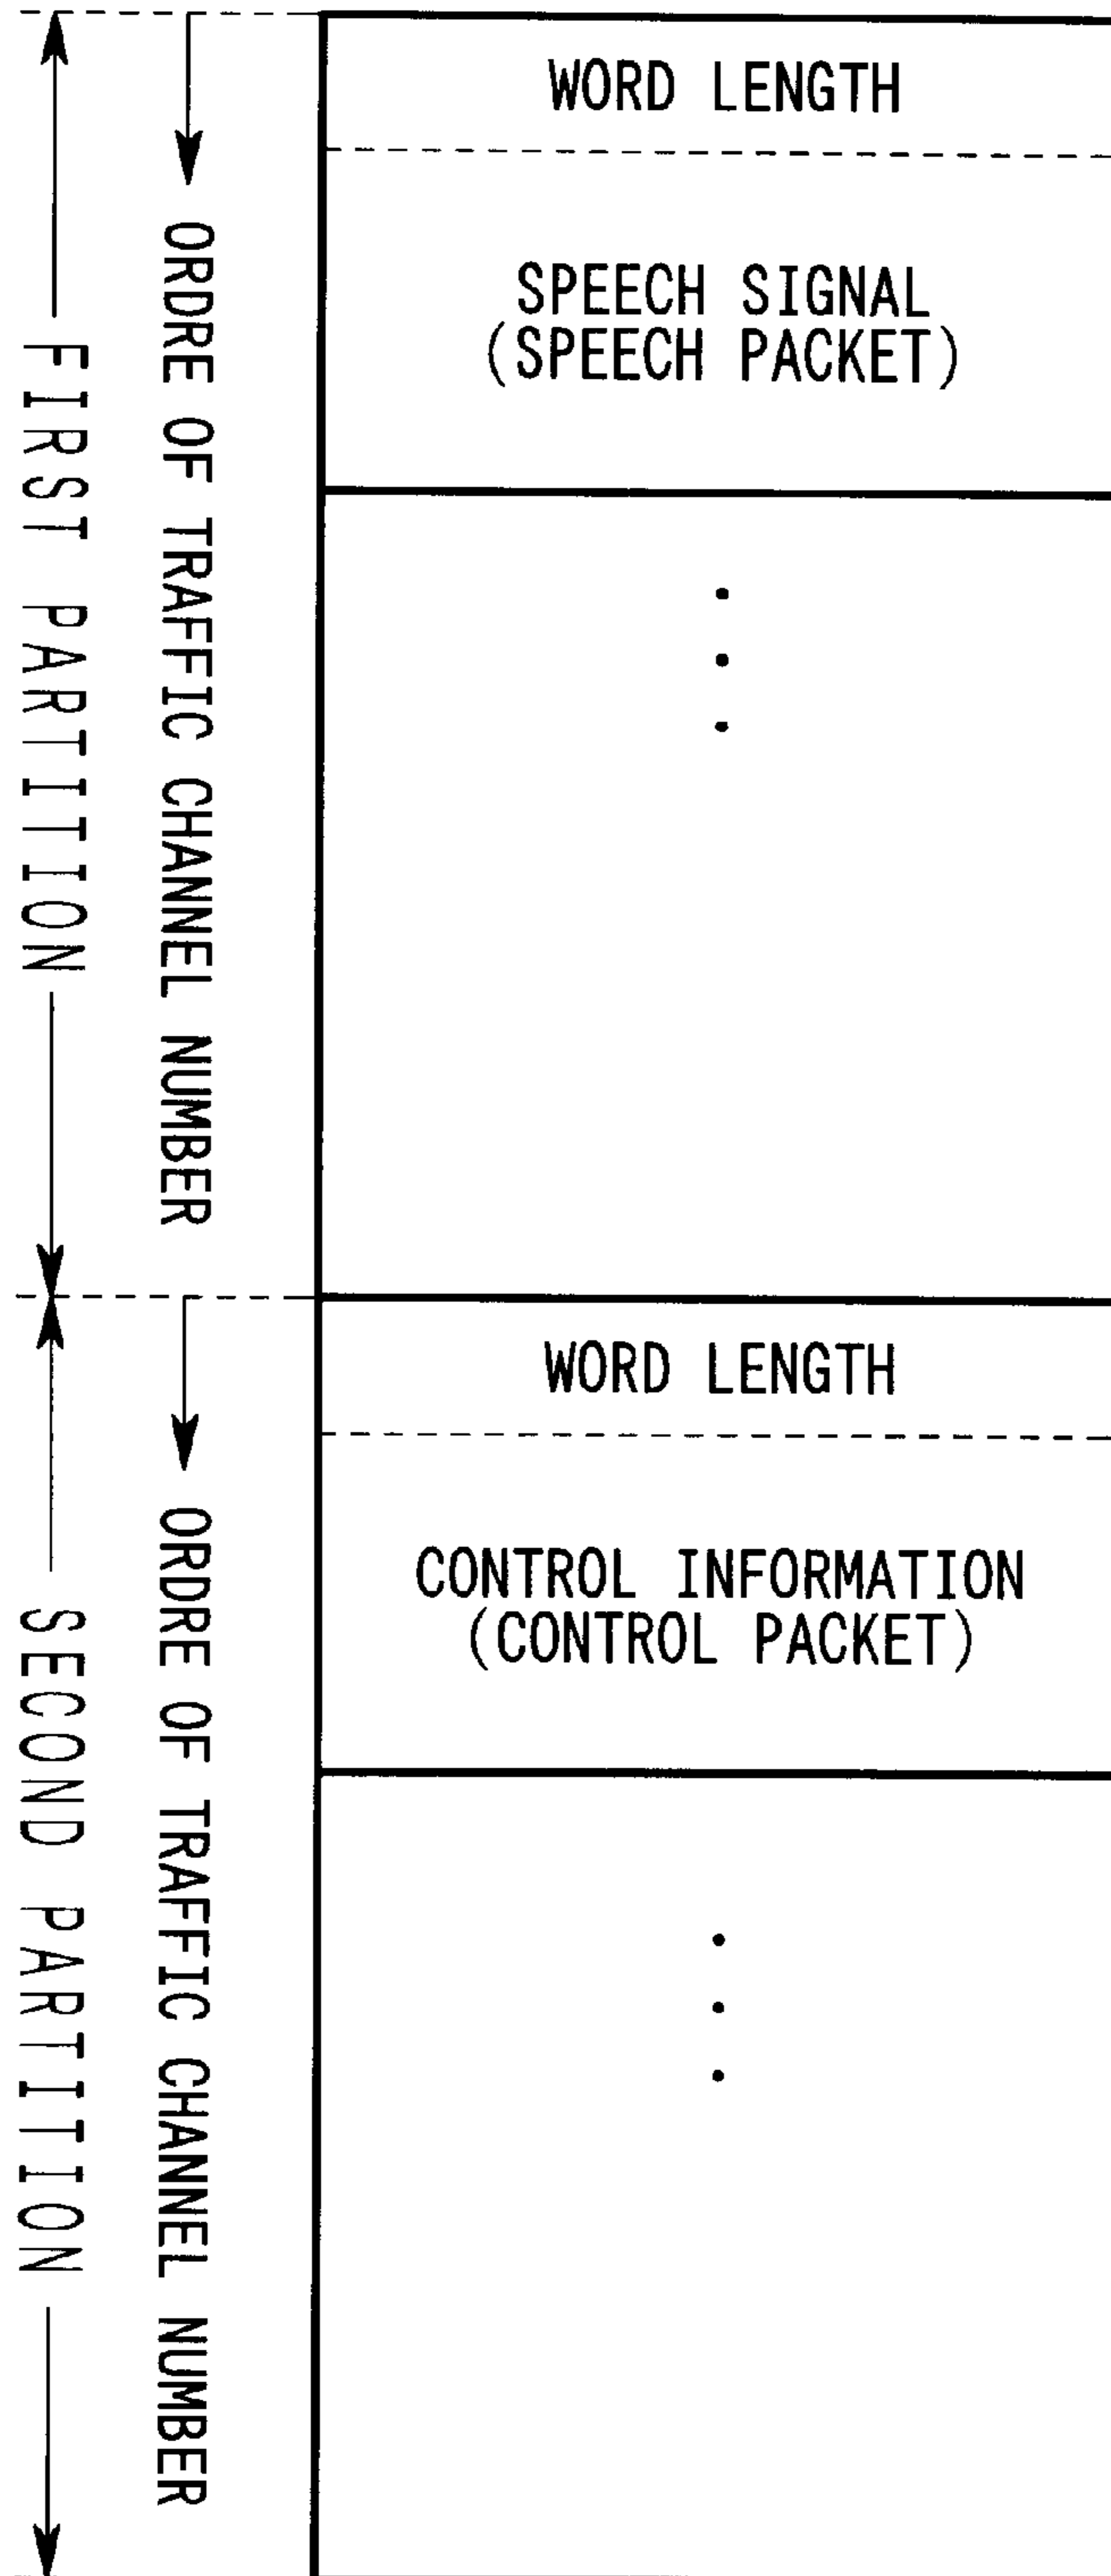 FIRST PARTITION
ORDRE OF TRAFFIC CHANNEL NUMBER
WORD LENGTH
SPEECH SIGNAL
(SPEECH PACKET)
SECOND PARTITION
ORDRE OF TRAFFIC CHANNEL NUMBER
WORD LENGTH
CONTROL INFORMATION
(CONTROL PACKET)